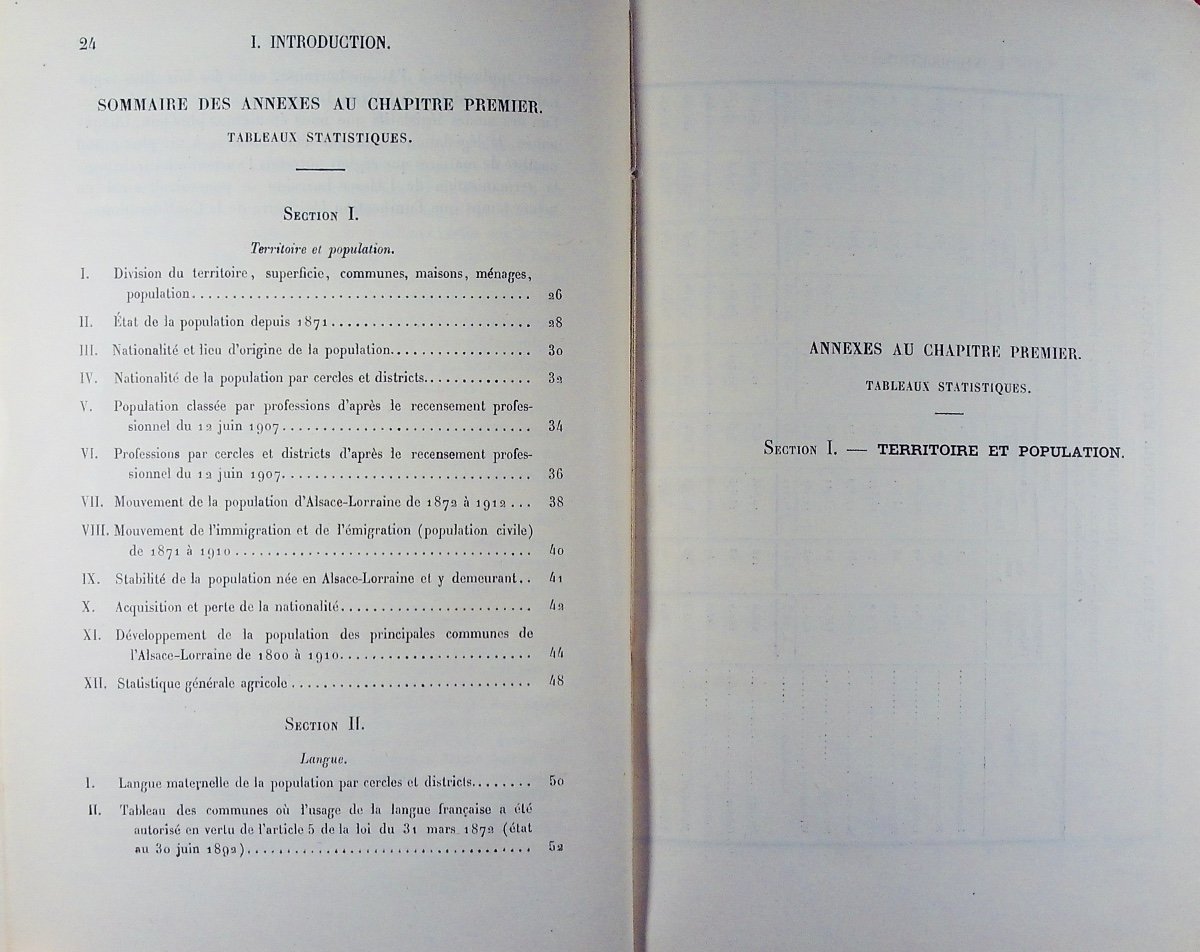 24
I. INTRODUCTION.
SOMMAIRE DES ANNEXES AU CHAPITRE PREMIER.
TABLEAUX STATISTIQUES.
SECTION I.
Territoire et population.
I. Division du territoire, superficie, communes, maisons, ménages,
population........................................ 26
II. État de la population depuis 1871......................... 28
III. Nationalité et lieu d'origine de la population................. 30
IV. Nationalité de la population par cercles et districts.............. 32
V. Population classée par professions d'après le recensement profes-
sionnel du 12 juin 1907............................... 34
VI. Professions par cercles et districts d'après le recensement profes-
sionnel du 12 juin 1907............................... 36
VII. Mouvement de la population d'Alsace-Lorraine de 1872 à 1912 ... 38
VIII. Mouvement de l'immigration et de l'émigration (population civile)
de 1871 à 1910 ..................................... 40
IX. Stabilité de la population née en Alsace-Lorraine et y demeurant.. 41
X. Acquisition et perte de la nationalité........................ 42
XI. Développement de la population des principales communes de
l'Alsace-Lorraine de 1800 à 1910........................ 44
XII. Statistique générale agricole .............................. 48
SECTION II.
Langue.
I. Langue maternelle de la population par cercles et districts........ 50
II. Tableau des communes où l'usage de la langue française a été
autorisé en vertu de l'article 5 de la loi du 31 mars 1872 (état
au 30 juin 1892)................................... 52
ANNEXES AU CHAPITRE PREMIER.
TABLEAUX STATISTIQUES.
SECTION I. — TERRITOIRE ET POPULATION.